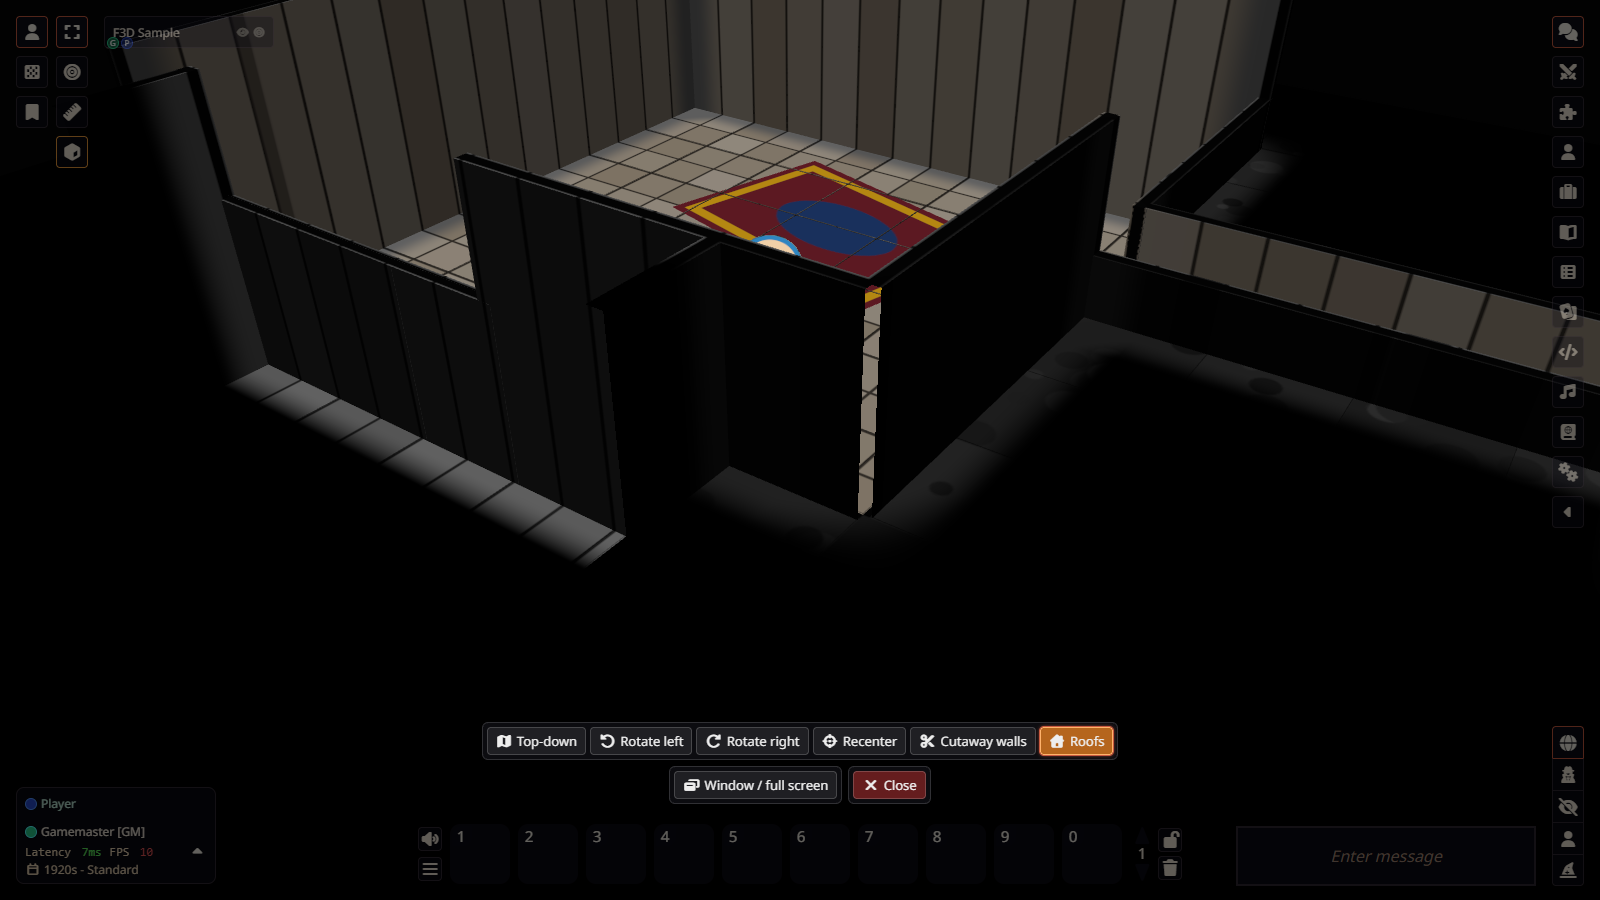 F3D Sample
G P
Top-down
Rotate left
Rotate right
Recenter
Cutaway walls
Roofs
Window / full screen
Close
Player
Gamemaster [GM]
Latency 7ms FPS 10
1920s - Standard
1 2 3 4 5 6 7 8 9 0
1
Enter message